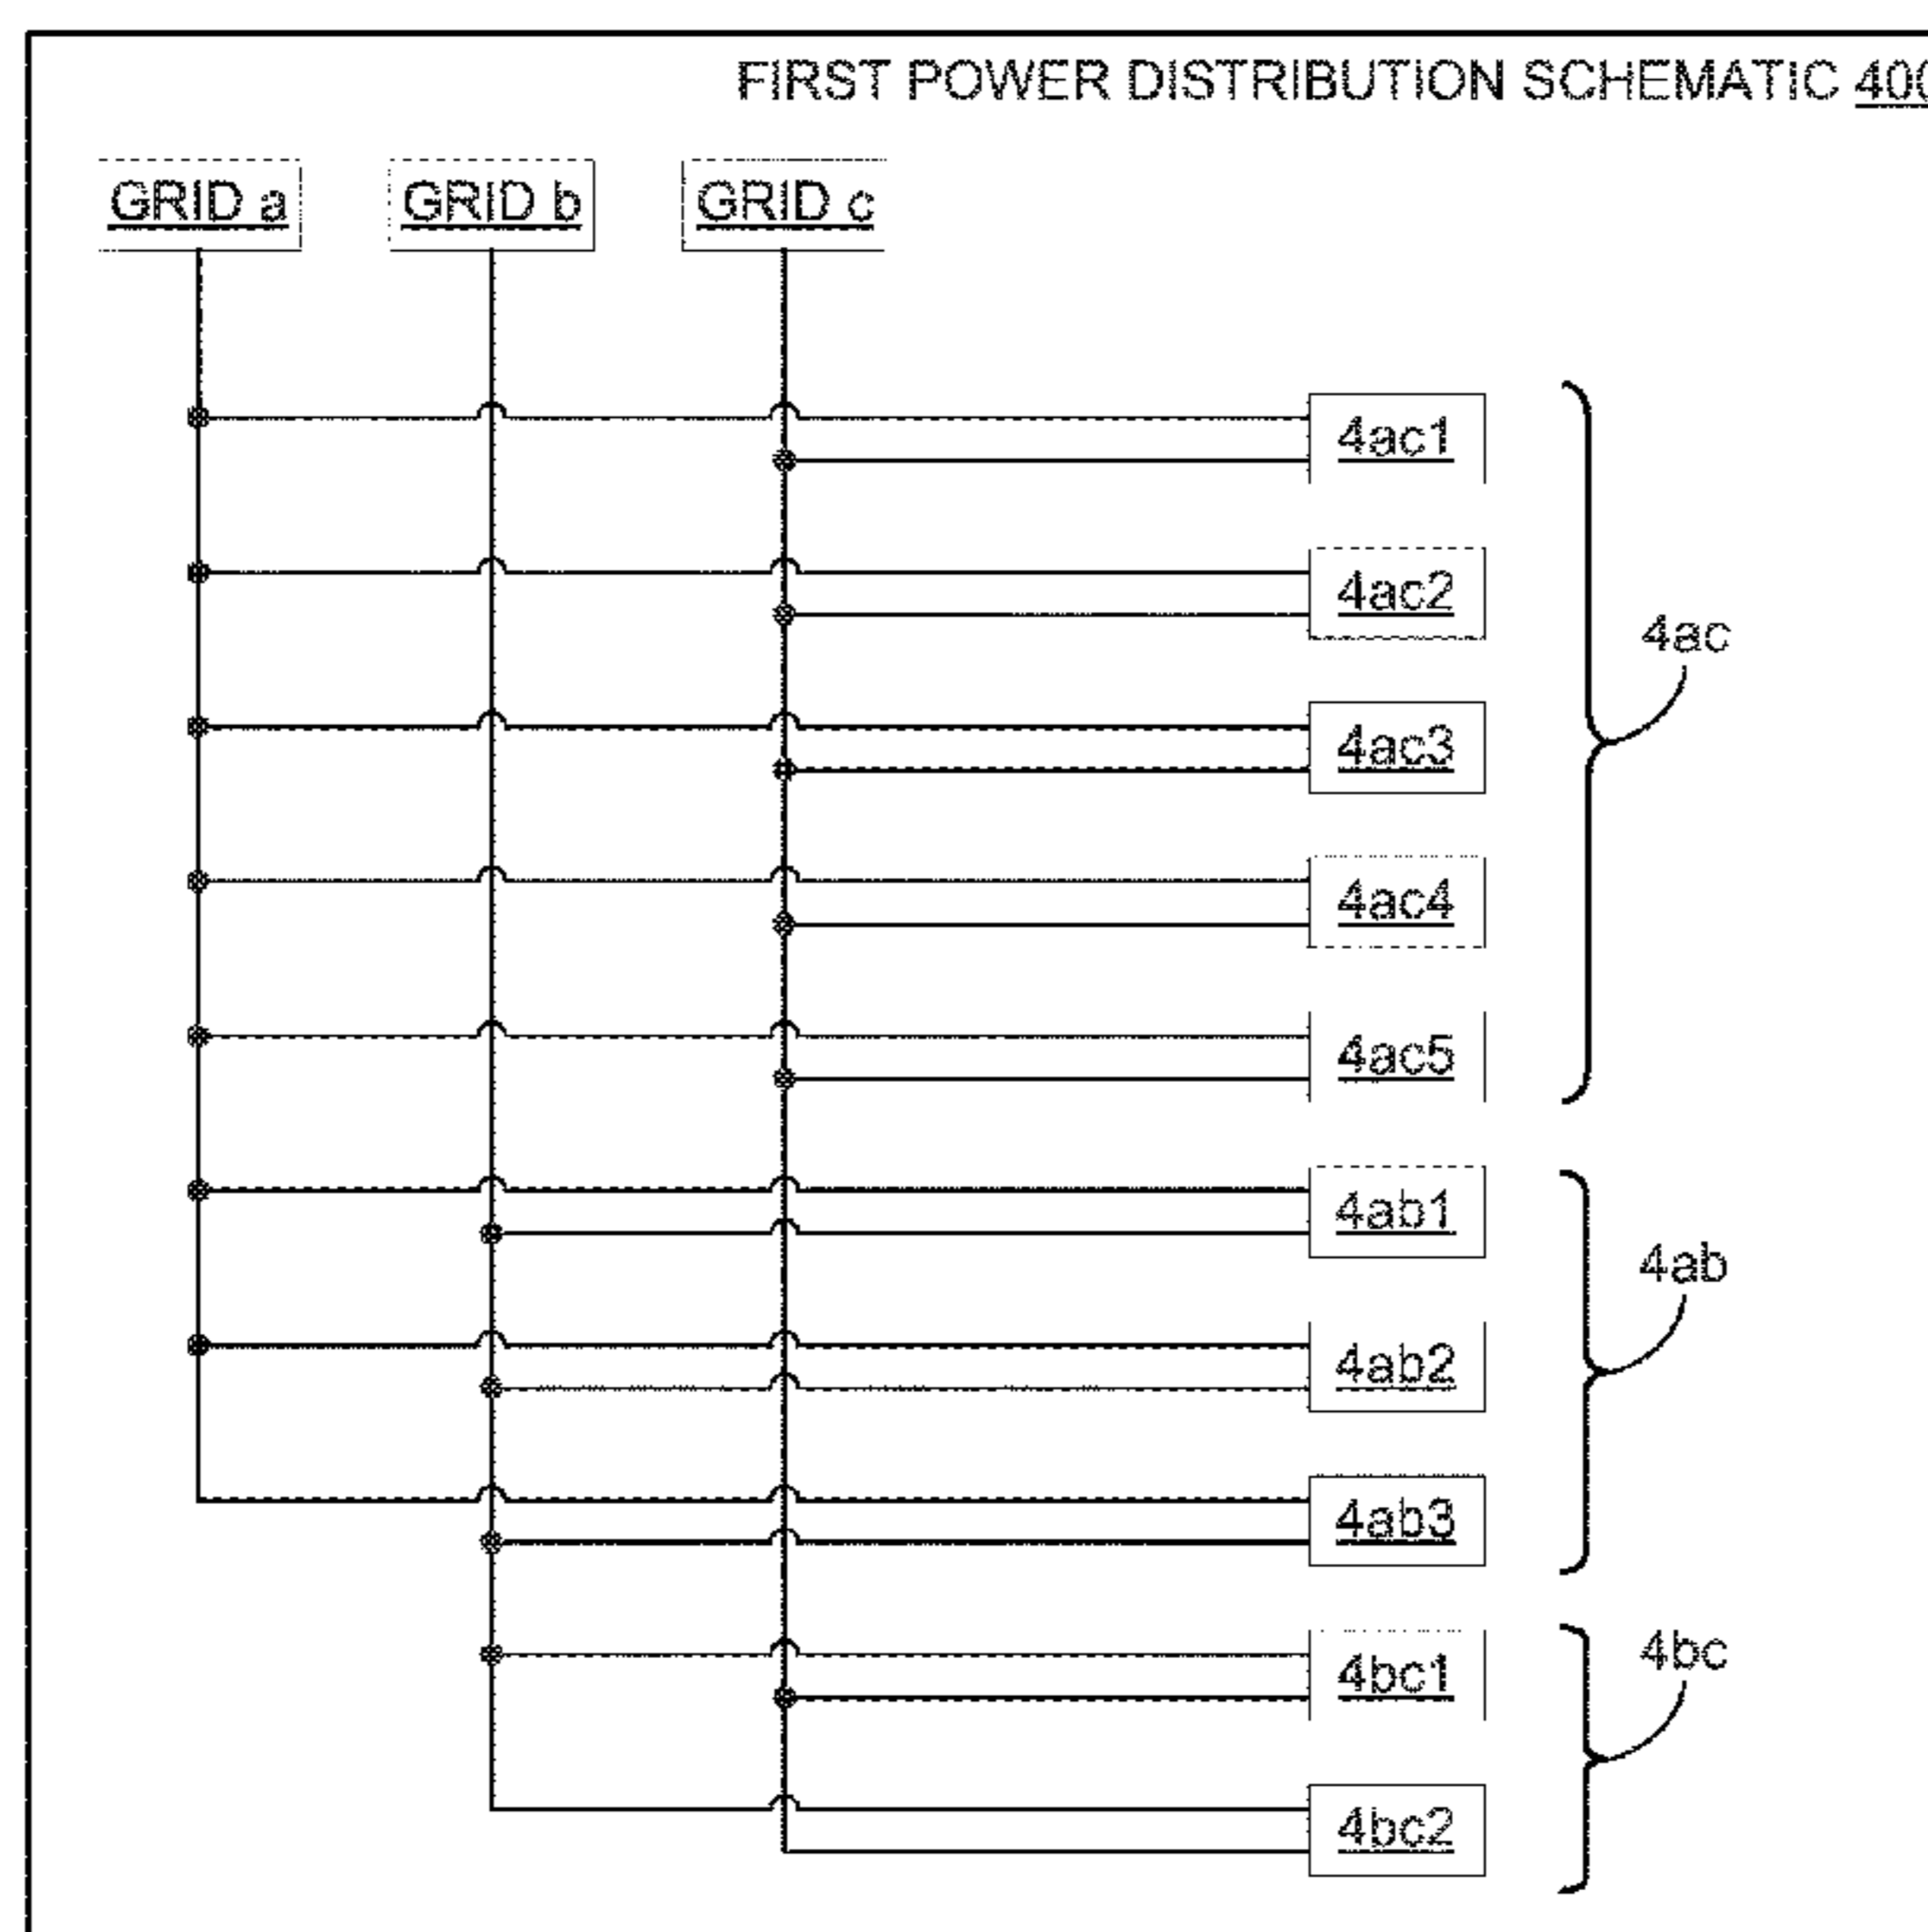 FIRST POWER DISTRIBUTION SCHEMATIC 400
GRID a
GRID b
GRID c
4ac1
4ac2
4ac3
4ac4
4ac5
4ac
4ab1
4ab2
4ab3
4ab
4bc1
4bc2
4bc